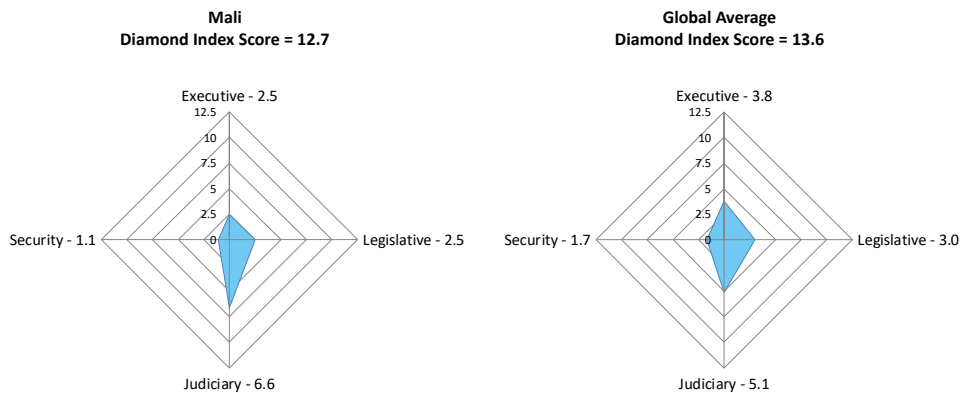 Mali
Diamond Index Score = 12.7
Executive - 2.5
12.5
10
7.5
5
2.5
0
Security - 1.1
Legislative - 2.5
Judiciary - 6.6
Global Average
Diamond Index Score = 13.6
Executive - 3.8
12.5
10
7.5
5
2.5
0
Security - 1.7
Legislative - 3.0
Judiciary - 5.1